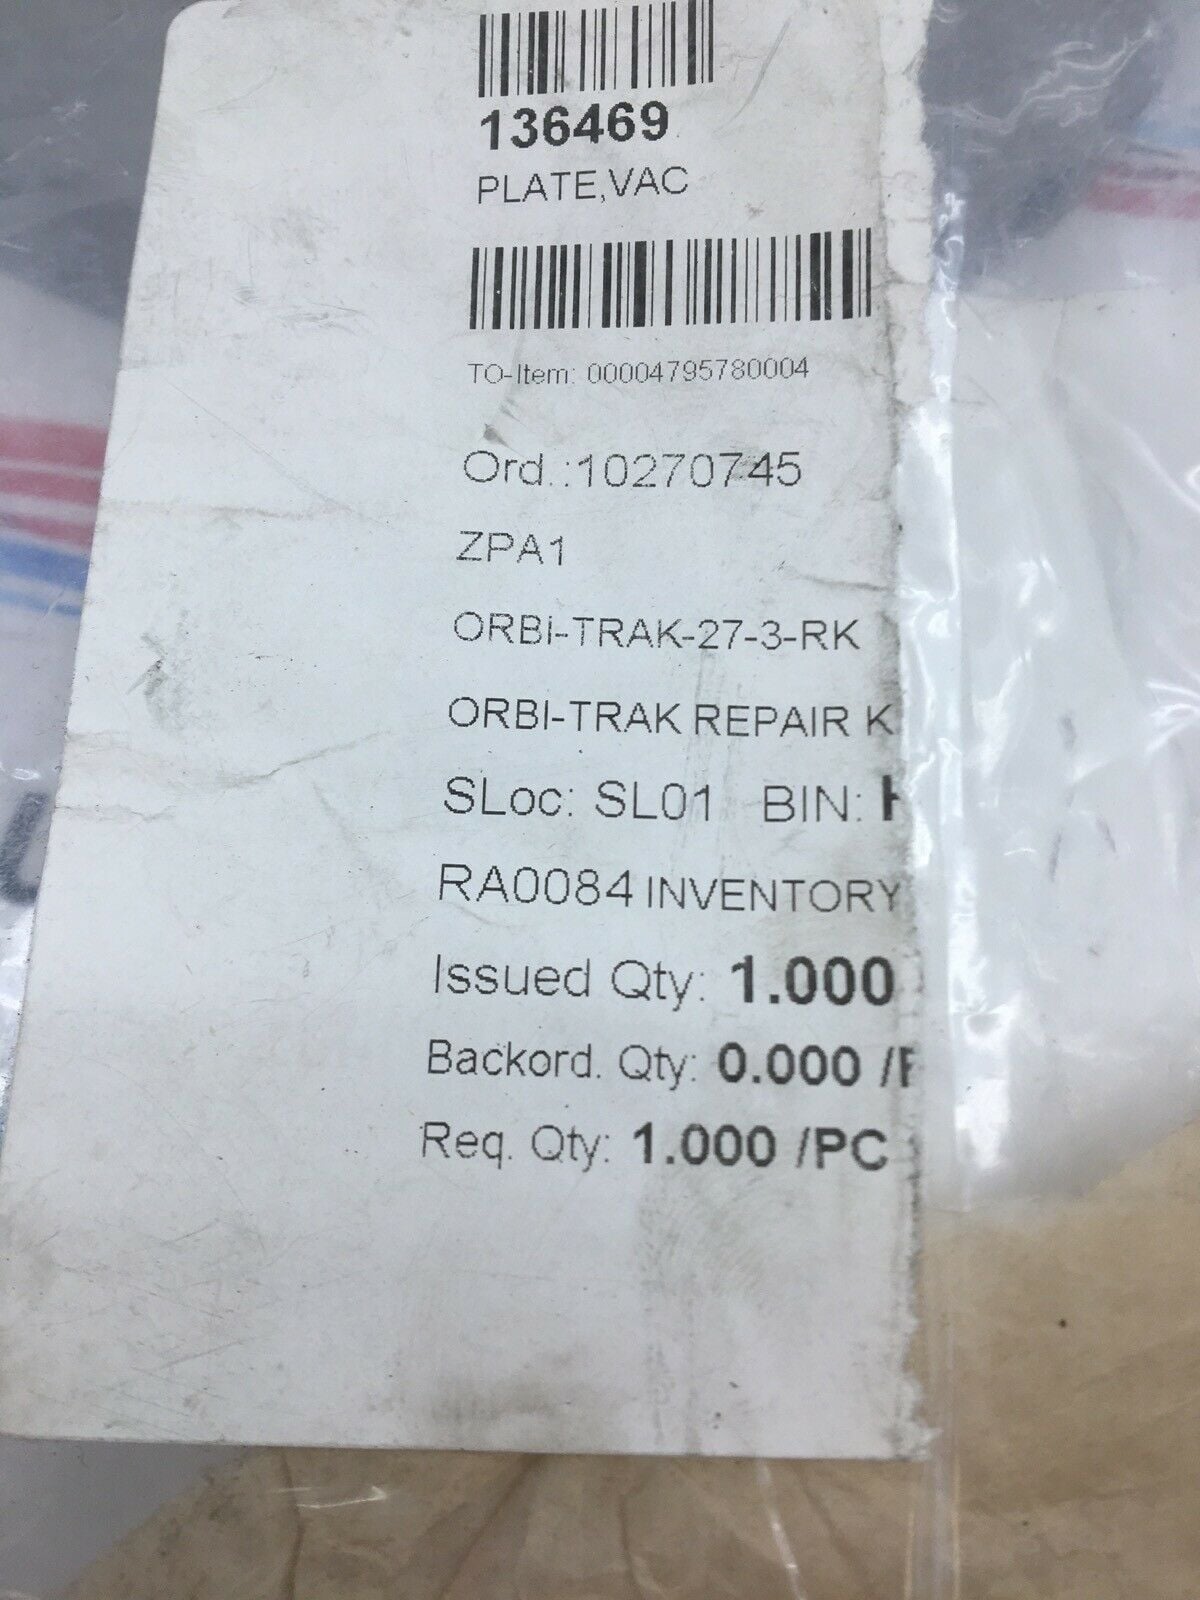 136469
PLATE,VAC
TO-Item: 00004795780004
Ord.:10270745
ZPA1
ORBI-TRAK-27-3-RK
ORBI-TRAK REPAIR K
SLoc: SL01 BIN:
RA0084 INVENTORY
Issued Qty: 1.000
Backord. Qty: 0.000
Req. Qty: 1.000 /PC